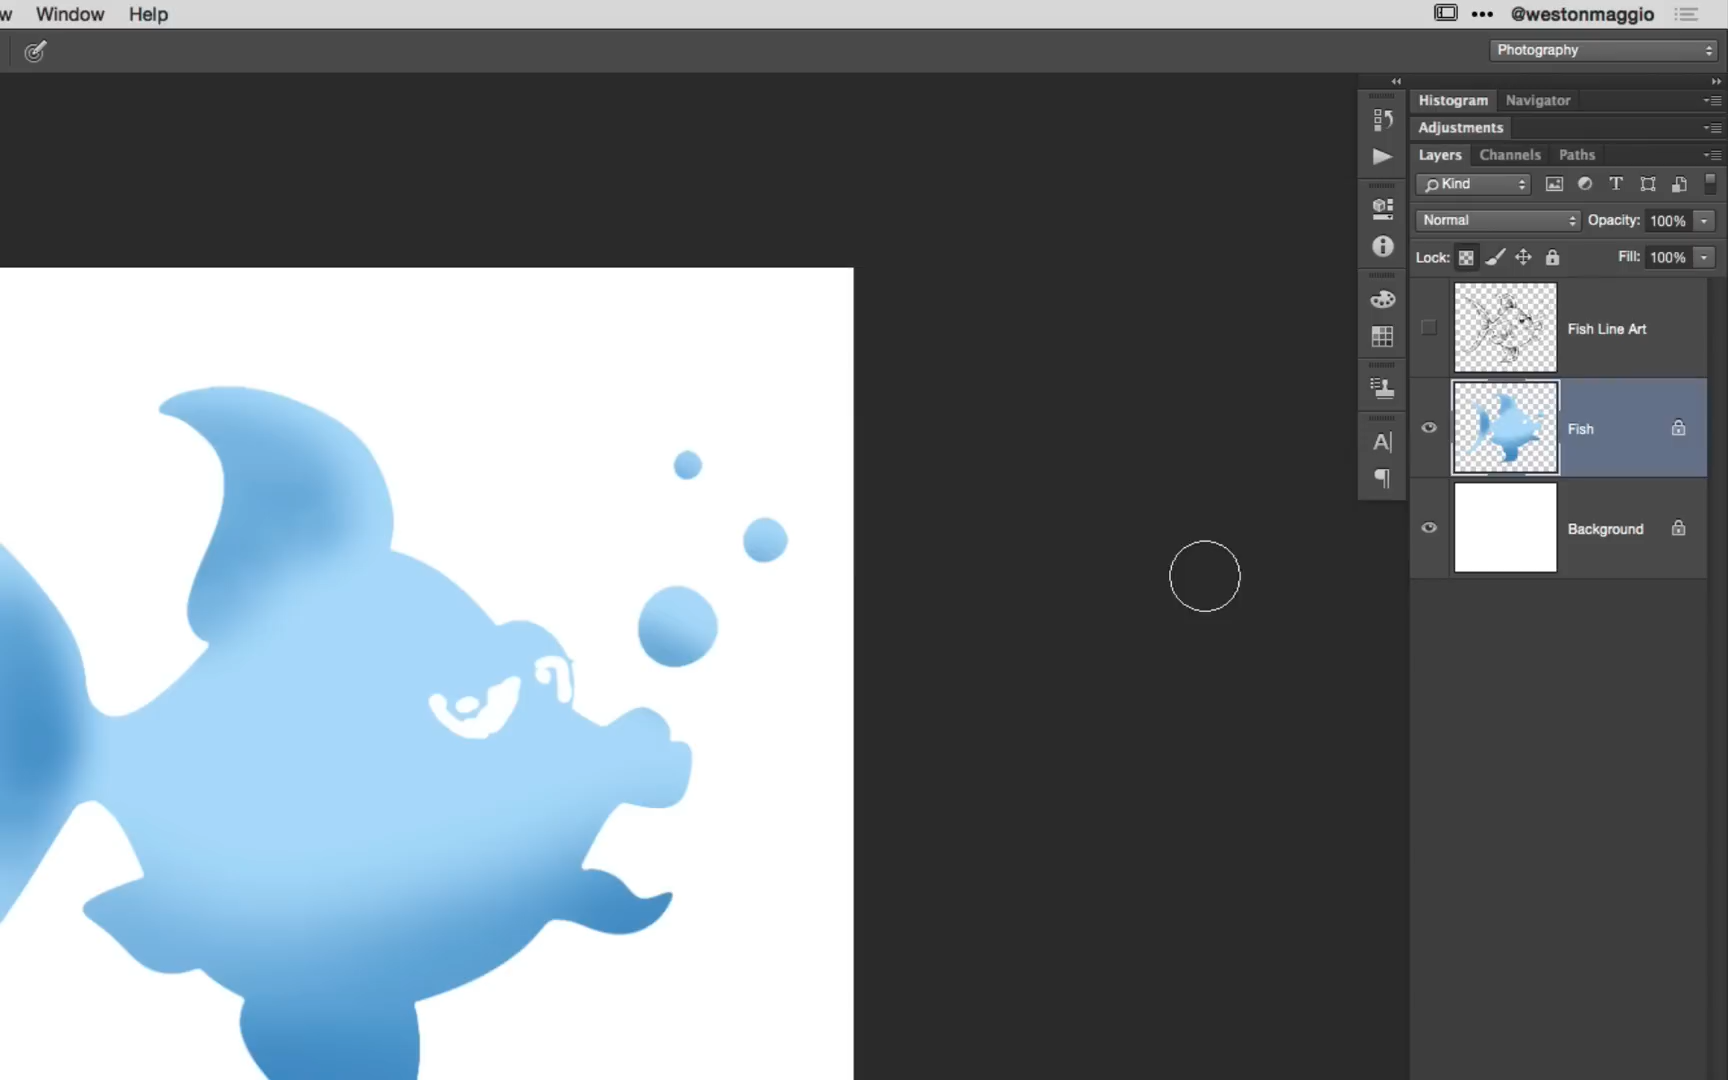 w Window Help @westonmaggio
Photography
Histogram Navigator
Adjustments
Layers Channels Paths
Kind T
Normal Opacity: 100%
Lock: Fill: 100%
Fish Line Art
Fish
A|
¶
Background